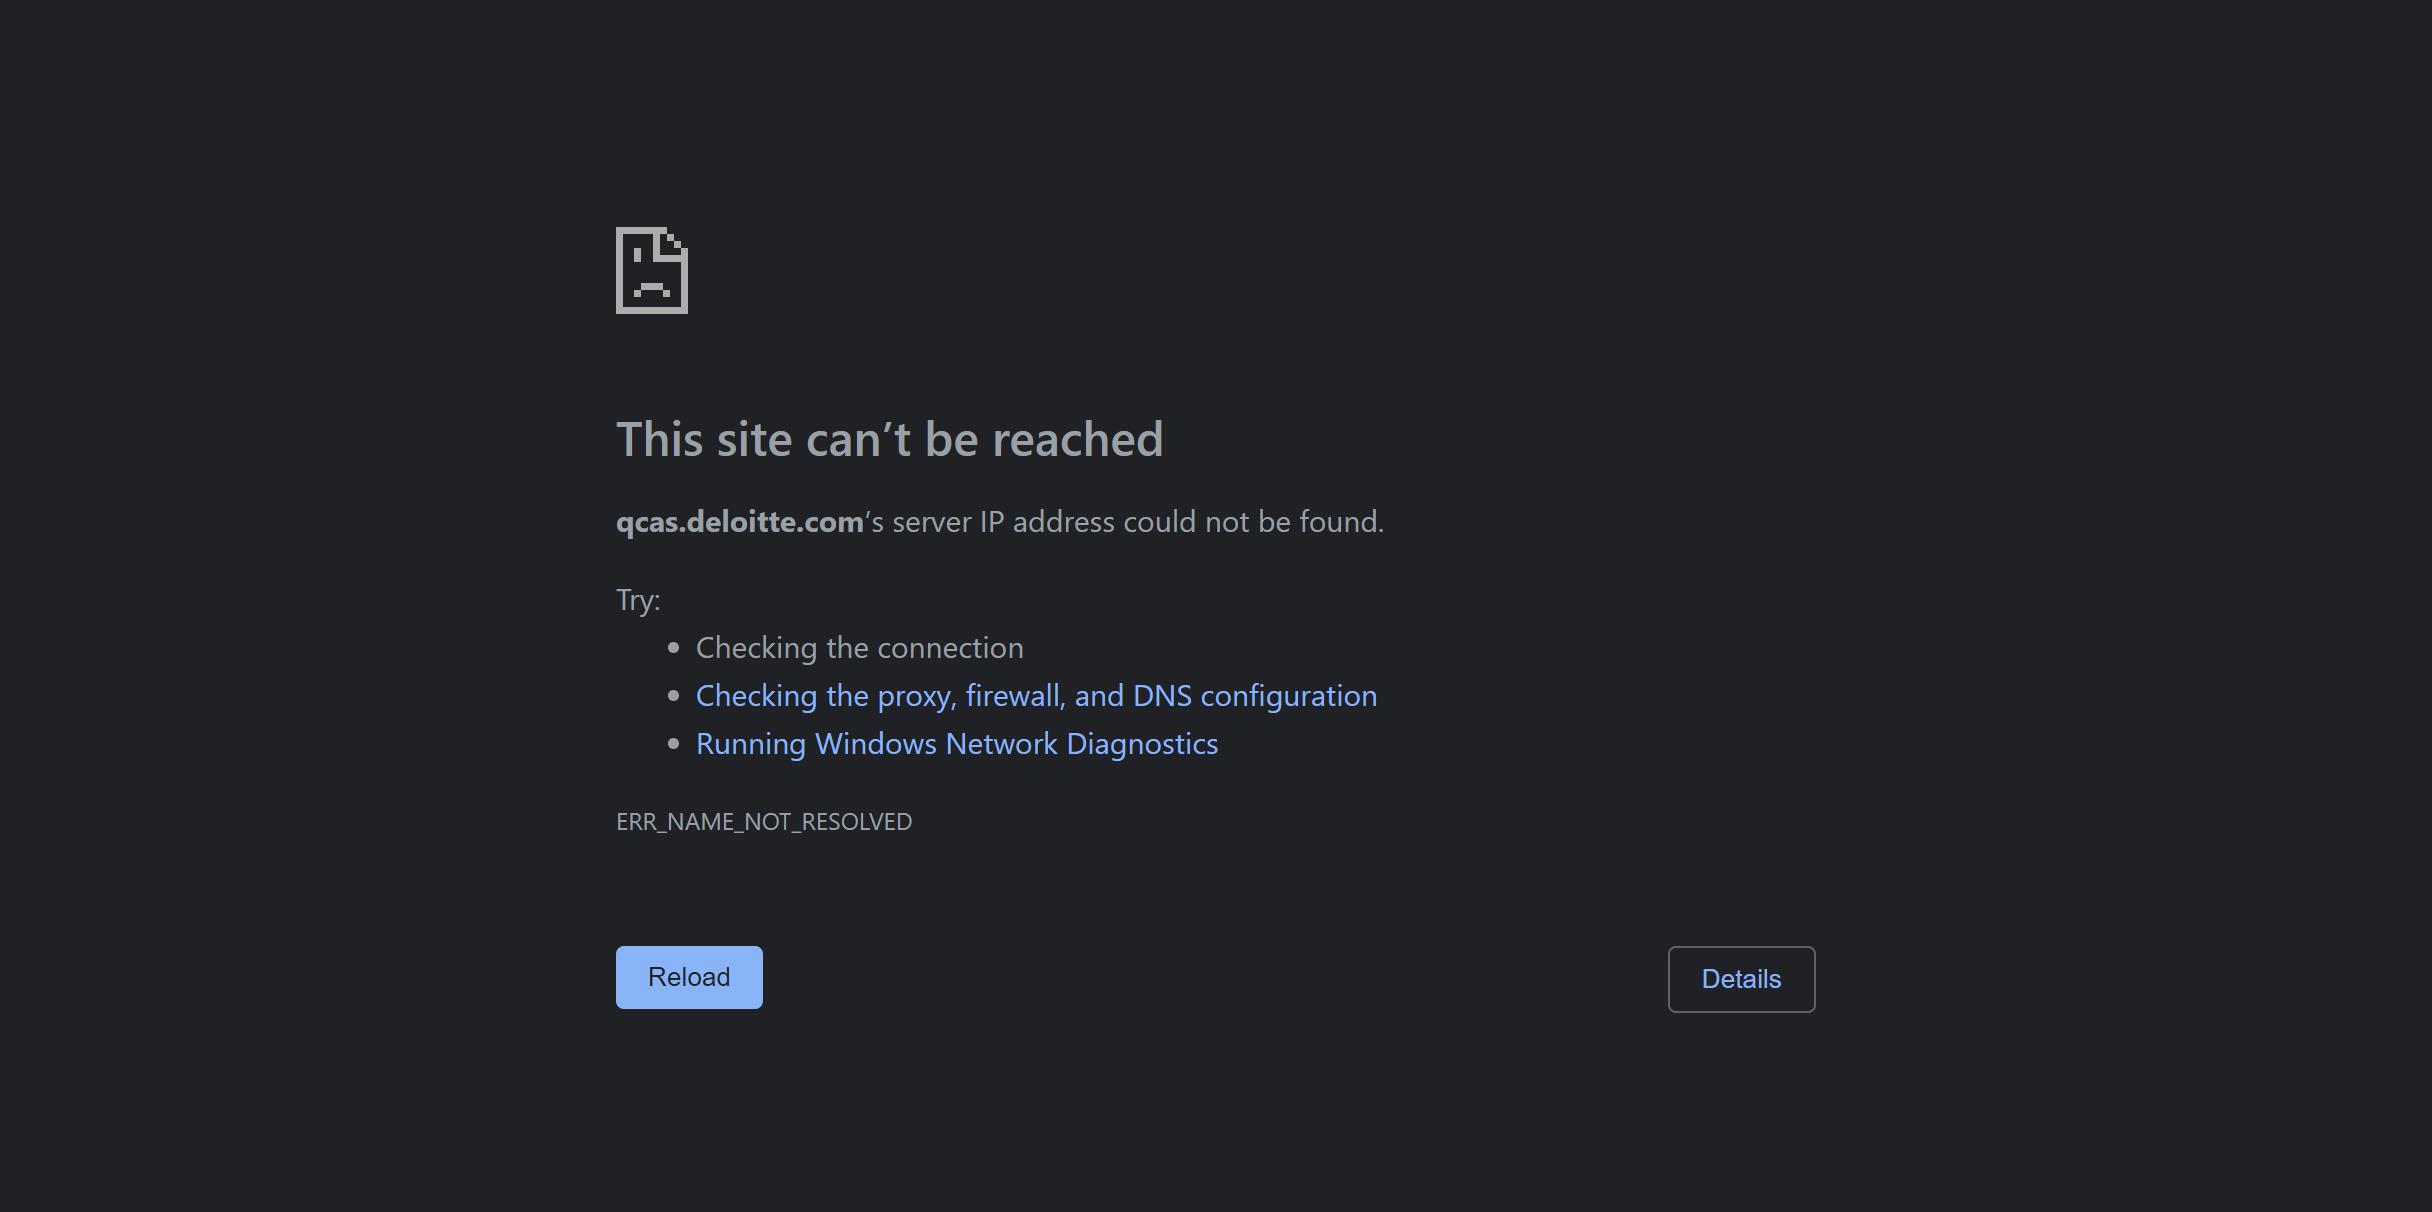 This site can’t be reached
qcas.deloitte.com’s server IP address could not be found.
Try:
Checking the connection
Checking the proxy, firewall, and DNS configuration
Running Windows Network Diagnostics
ERR_NAME_NOT_RESOLVED
Reload
Details